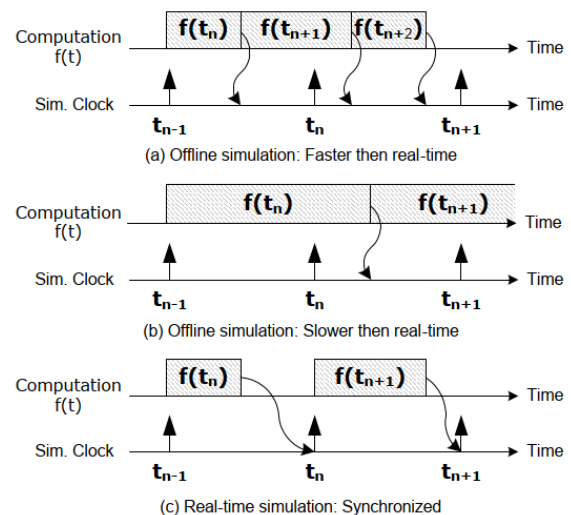 f(tn) f(tn+1) f(tn+2)
Computation
f(t)
Time
Sim. Clock
Time
tn-1 tn tn+1
(a) Offline simulation: Faster then real-time
f(tn) f(tn+1)
Computation
f(t)
Time
Sim. Clock
Time
tn-1 tn tn+1
(b) Offline simulation: Slower then real-time
f(tn) f(tn+1)
Computation
f(t)
Time
Sim. Clock
Time
tn-1 tn tn+1
(c) Real-time simulation: Synchronized